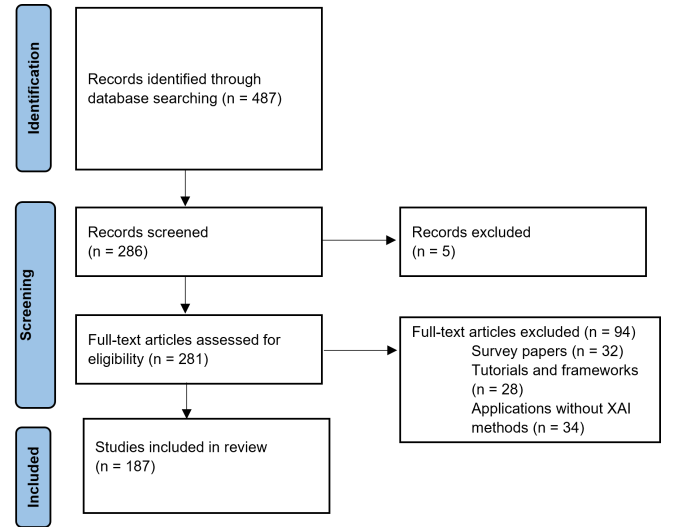 Identification
Records identified through
database searching (n = 487)
Screening
Records screened
(n = 286)
Records excluded
(n = 5)
Full-text articles assessed for
eligibility (n = 281)
Full-text articles excluded (n = 94)
Survey papers (n = 32)
Tutorials and frameworks
(n = 28)
Applications without XAI
methods (n = 34)
Included
Studies included in review
(n = 187)